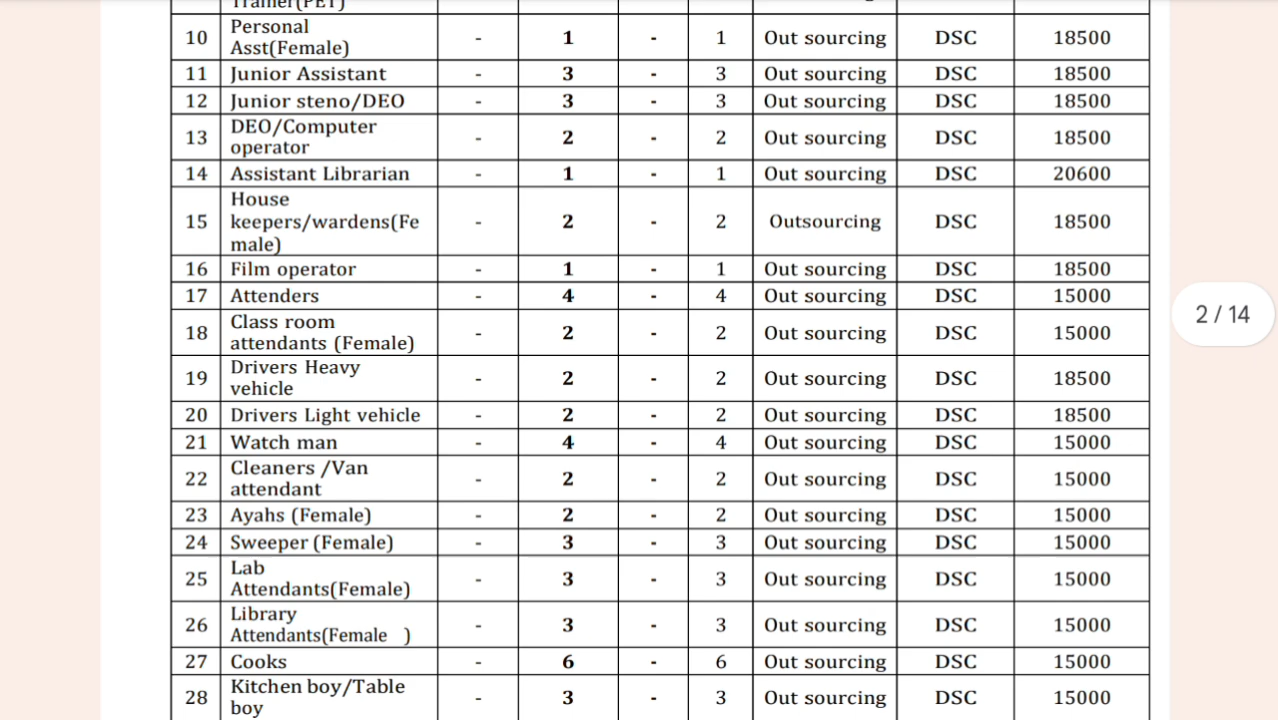 Trainer(PET)
10 Personal Asst(Female) - 1 - 1 Out sourcing DSC 18500
11 Junior Assistant - 3 - 3 Out sourcing DSC 18500
12 Junior steno/DEO - 3 - 3 Out sourcing DSC 18500
13 DEO/Computer operator - 2 - 2 Out sourcing DSC 18500
14 Assistant Librarian - 1 - 1 Out sourcing DSC 20600
15 House keepers/wardens(Fe male) - 2 - 2 Outsourcing DSC 18500
16 Film operator - 1 - 1 Out sourcing DSC 18500
17 Attenders - 4 - 4 Out sourcing DSC 15000
18 Class room attendants (Female) - 2 - 2 Out sourcing DSC 15000
19 Drivers Heavy vehicle - 2 - 2 Out sourcing DSC 18500
20 Drivers Light vehicle - 2 - 2 Out sourcing DSC 18500
21 Watch man - 4 - 4 Out sourcing DSC 15000
22 Cleaners /Van attendant - 2 - 2 Out sourcing DSC 15000
23 Ayahs (Female) - 2 - 2 Out sourcing DSC 15000
24 Sweeper (Female) - 3 - 3 Out sourcing DSC 15000
25 Lab Attendants(Female) - 3 - 3 Out sourcing DSC 15000
26 Library Attendants(Female ) - 3 - 3 Out sourcing DSC 15000
27 Cooks - 6 - 6 Out sourcing DSC 15000
28 Kitchen boy/Table boy - 3 - 3 Out sourcing DSC 15000
2 / 14